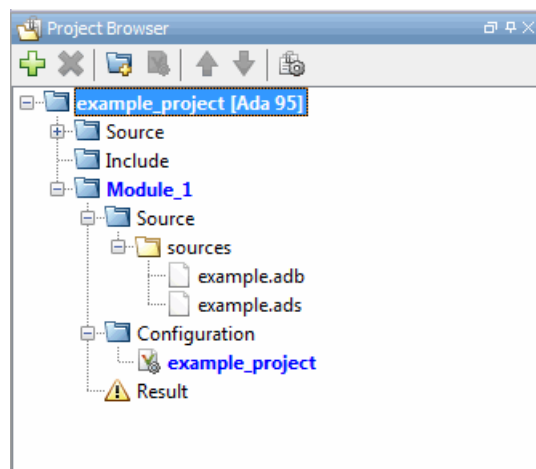 Project Browser
example_project [Ada 95]
Source
Include
Module_1
Source
sources
example.adb
example.ads
Configuration
example_project
Result